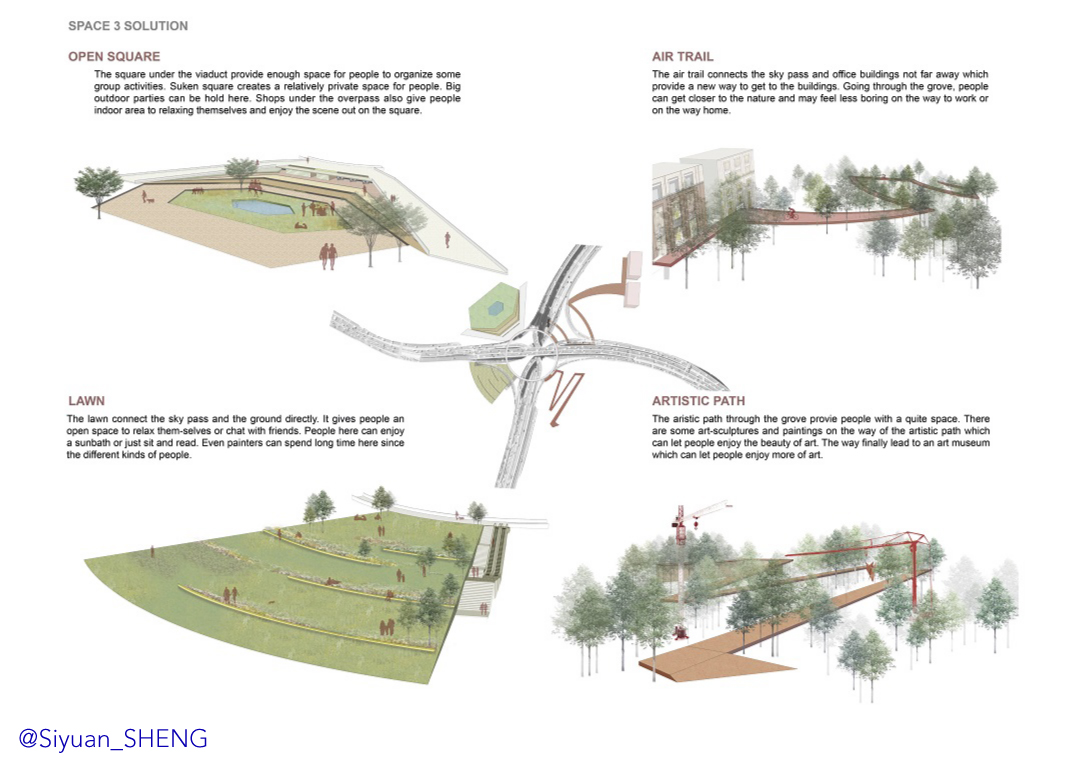 SPACE 3 SOLUTION
OPEN SQUARE
The square under the viaduct provide enough space for people to organize some
group activities. Suken square creates a relatively private space for people. Big
outdoor parties can be hold here. Shops under the overpass also give people
indoor area to relaxing themselves and enjoy the scene out on the square.
AIR TRAIL
The air trail connects the sky pass and office buildings not far away which
provide a new way to get to the buildings. Going through the grove, people
can get closer to the nature and may feel less boring on the way to work or
on the way home.
LAWN
The lawn connect the sky pass and the ground directly. It gives people an
open space to relax them-selves or chat with friends. People here can enjoy
a sunbath or just sit and read. Even painters can spend long time here since
the different kinds of people.
ARTISTIC PATH
The aristic path through the grove provie people with a quite space. There
are some art-sculptures and paintings on the way of the artistic path which
can let people enjoy the beauty of art. The way finally lead to an art museum
which can let people enjoy more of art.
@Siyuan_SHENG